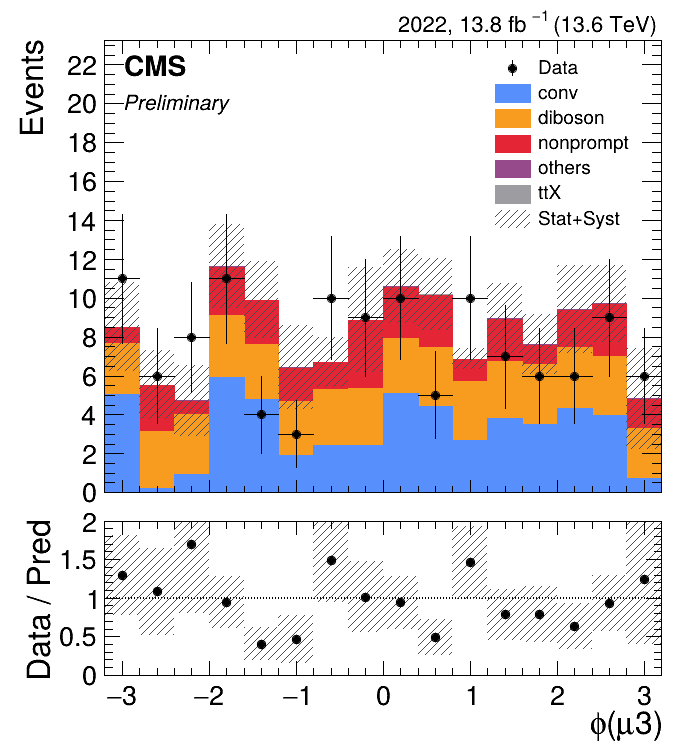 2022, 13.8 fb⁻¹ (13.6 TeV)
Events
CMS
Preliminary
22
20
18
16
14
12
10
8
6
4
2
0
Data
conv
diboson
nonprompt
others
ttX
Stat+Syst
Data / Pred
2
1.5
1
0.5
0
−3 −2 −1 0 1 2 3
ϕ(μ3)